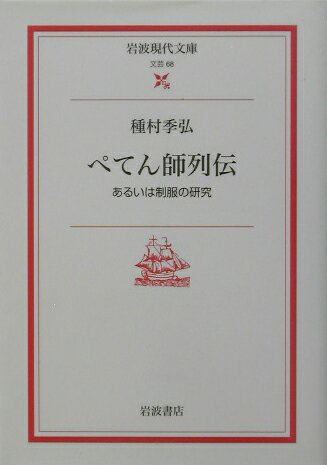 岩波現代文庫
文芸 68
種村季弘
ぺてん師列伝
あるいは制服の研究
岩波書店